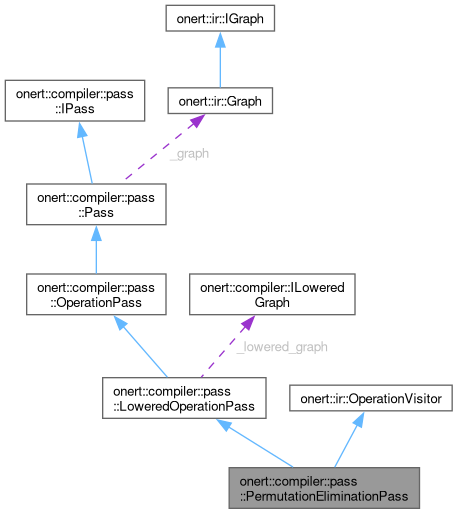 onert::ir::IGraph
onert::compiler::pass
::IPass
onert::ir::Graph
_graph
onert::compiler::pass
::Pass
onert::compiler::pass
::OperationPass
onert::compiler::ILowered
Graph
_lowered_graph
onert::compiler::pass
::LoweredOperationPass
onert::ir::OperationVisitor
onert::compiler::pass
::PermutationEliminationPass